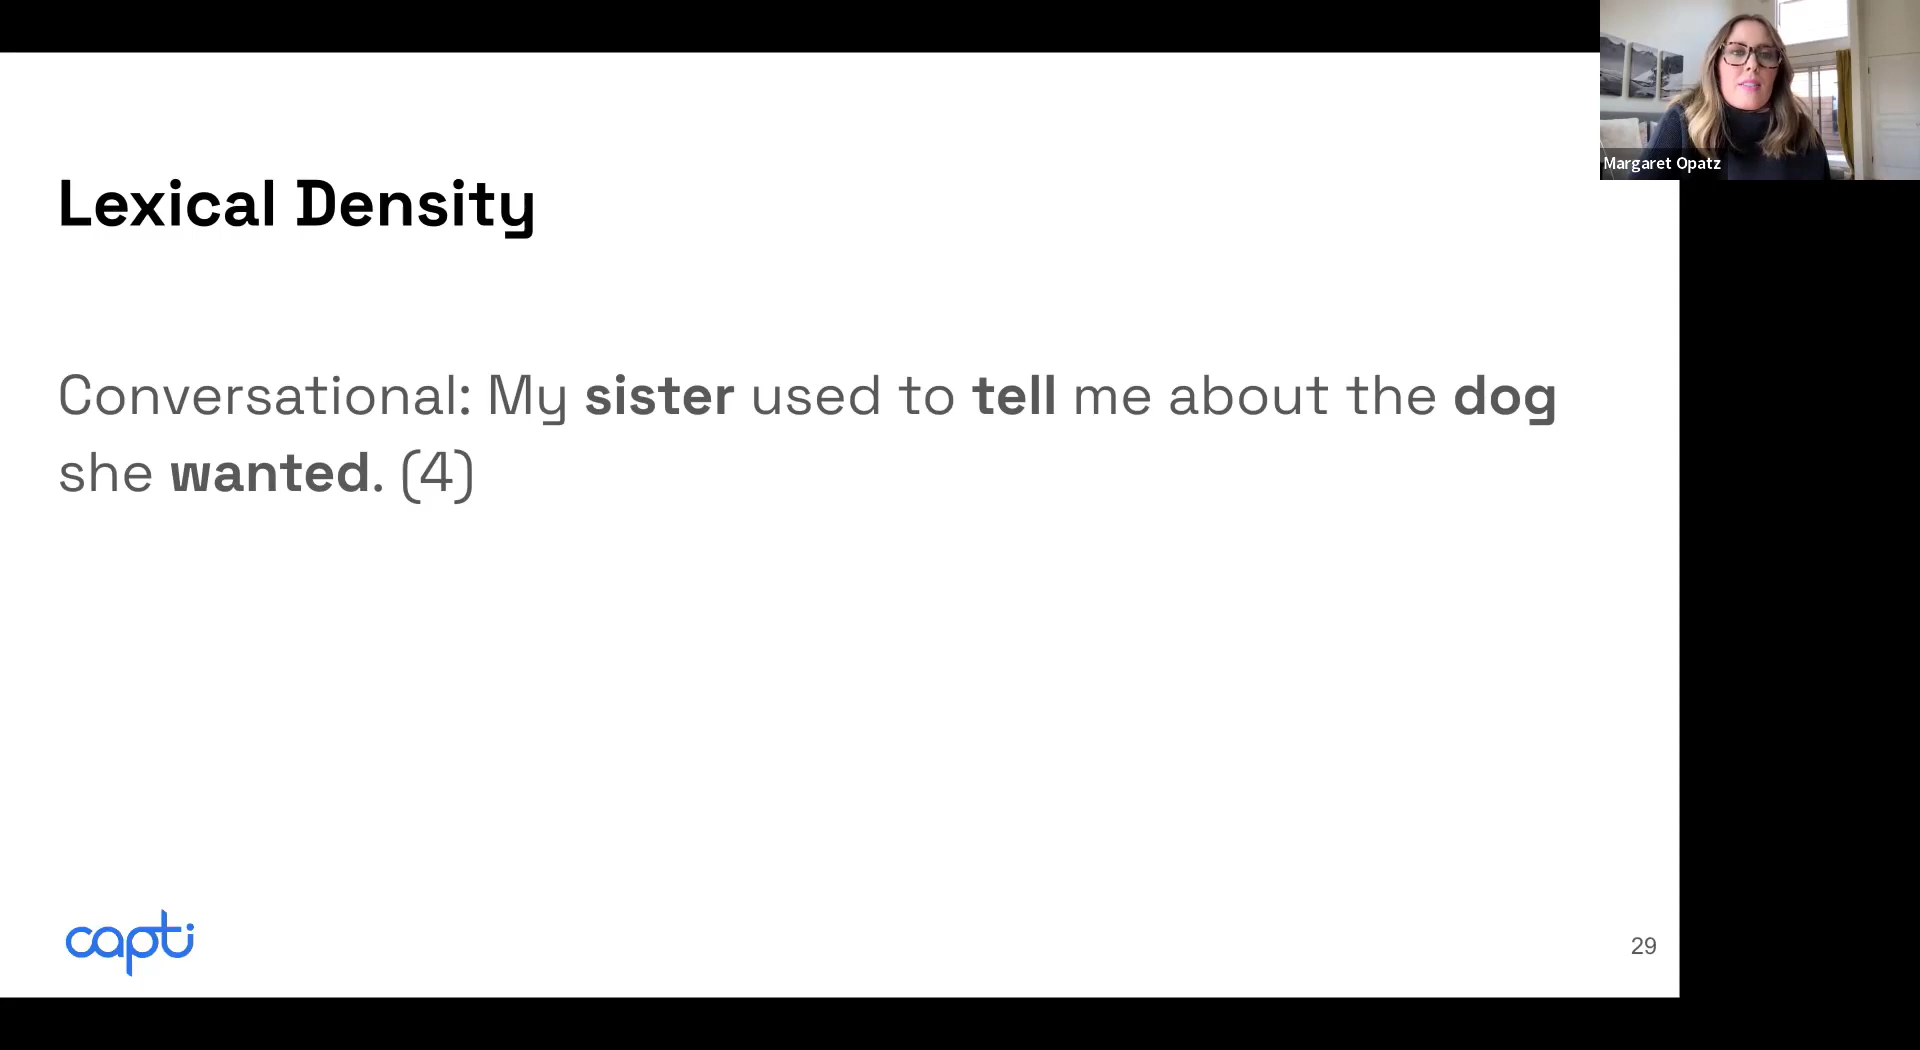 Margaret Opatz
Lexical Density
Conversational: My sister used to tell me about the dog
she wanted. (4)
capti
29